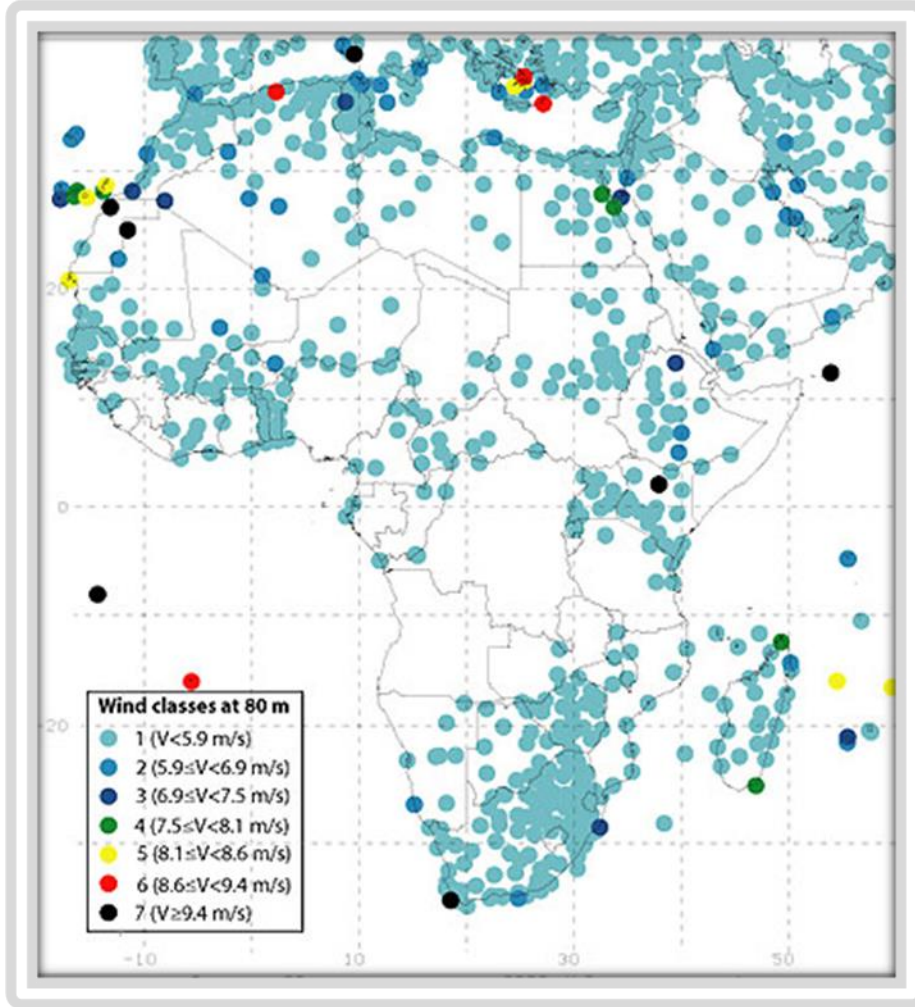 20
0
20
Wind classes at 80 m
1 (V<5.9 m/s)
2 (5.9≤V<6.9 m/s)
3 (6.9≤V<7.5 m/s)
4 (7.5≤V<8.1 m/s)
5 (8.1≤V<8.6 m/s)
6 (8.6≤V<9.4 m/s)
7 (V≥9.4 m/s)
-10 10 30 50